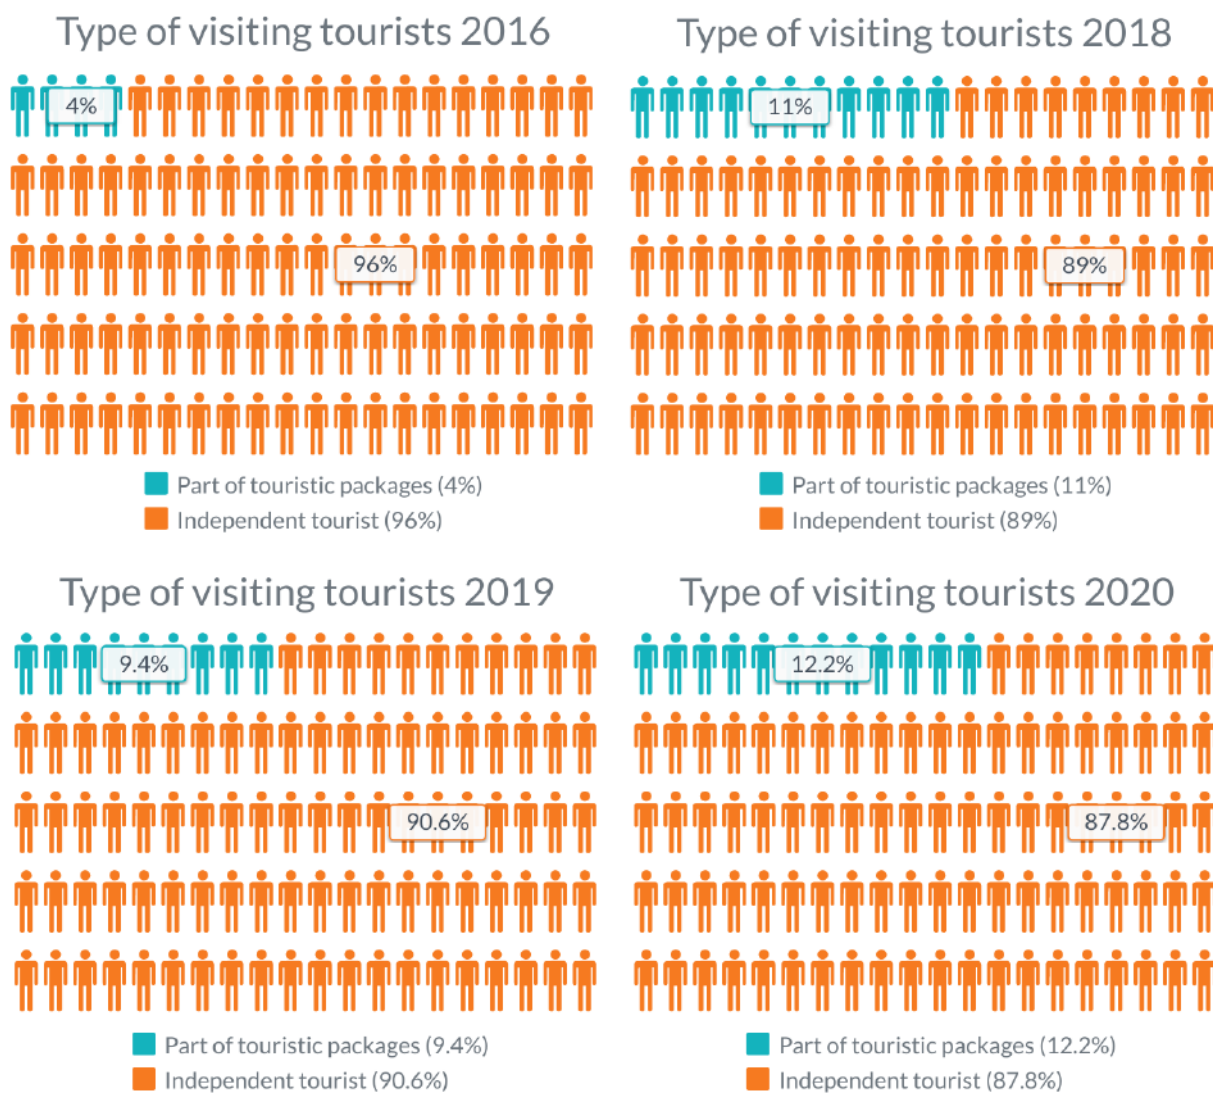 Type of visiting tourists 2016
4%
96%
Part of touristic packages (4%)
Independent tourist (96%)
Type of visiting tourists 2018
11%
89%
Part of touristic packages (11%)
Independent tourist (89%)
Type of visiting tourists 2019
9.4%
90.6%
Part of touristic packages (9.4%)
Independent tourist (90.6%)
Type of visiting tourists 2020
12.2%
87.8%
Part of touristic packages (12.2%)
Independent tourist (87.8%)